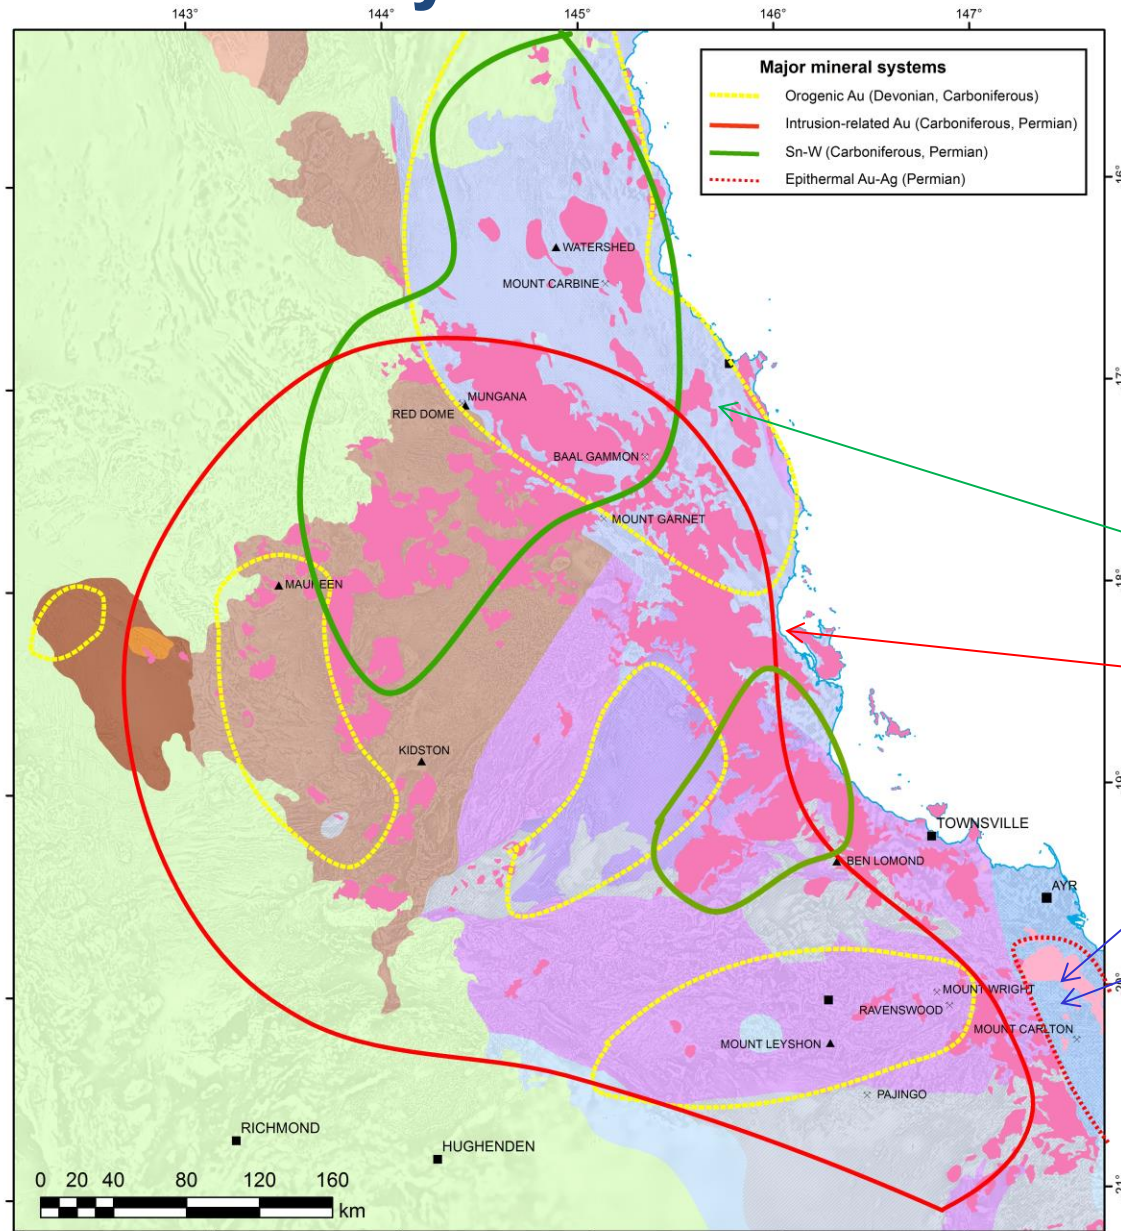 143° 144° 145° 146° 147°
Major mineral systems
Orogenic Au (Devonian, Carboniferous)
Intrusion-related Au (Carboniferous, Permian)
Sn-W (Carboniferous, Permian)
Epithermal Au-Ag (Permian)
16°
WATERSHED
MOUNT CARBINE
17°
MUNGANA
RED DOME
BAAL GAMMON
MOUNT GARNET
18°
MAUREEN
KIDSTON
19°
TOWNSVILLE
BEN LOMOND
AYR
20°
MOUNT WRIGHT
RAVENSWOOD
MOUNT CARLTON
MOUNT LEYSHON
PAJINGO
RICHMOND
HUGHENDEN
21°
0 20 40 80 120 160
km